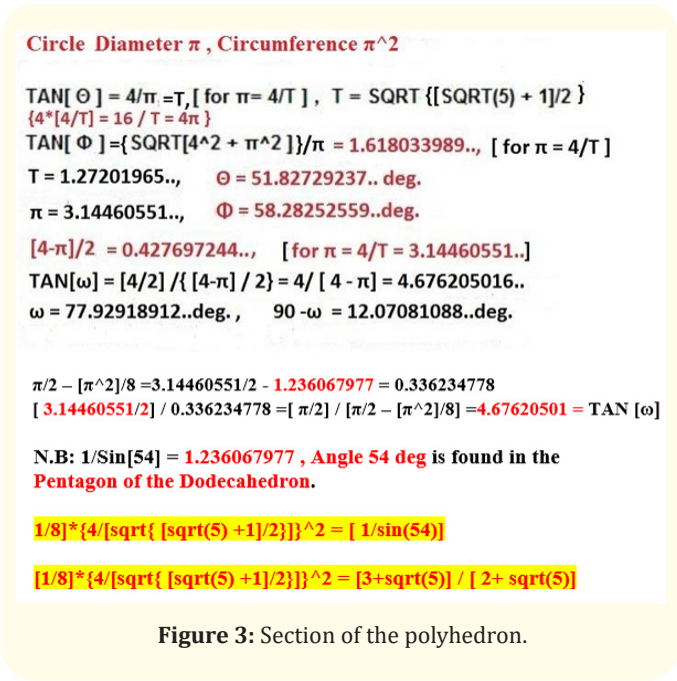 Circle Diameter π , Circumference π^2
TAN[ Θ ] = 4/π =T,[ for π= 4/T ] , T = SQRT {[SQRT(5) + 1]/2 }
{4*[4/T] = 16 / T = 4π }
TAN[ Φ ] ={ SQRT[4^2 + π^2 ]}/π = 1.618033989.., [ for π = 4/T ]
T = 1.27201965.., Θ = 51.82729237.. deg.
π = 3.14460551.., Φ = 58.28252559..deg.
[4-π]/2 = 0.427697244.., [for π = 4/T = 3.14460551..]
TAN[ω] = [4/2] /{ [4-π] / 2} = 4/ [ 4 - π] = 4.676205016..
ω = 77.92918912..deg. , 90 -ω = 12.07081088..deg.
π/2 – [π^2]/8 =3.14460551/2 - 1.236067977 = 0.336234778
[ 3.14460551/2] / 0.336234778 =[ π/2] / [π/2 – [π^2]/8] =4.67620501 = TAN [ω]
N.B: 1/Sin[54] = 1.236067977 , Angle 54 deg is found in the
Pentagon of the Dodecahedron.
1/8]*{4/[sqrt{ [sqrt(5) +1]/2}]}^2 = [ 1/sin(54)]
[1/8]*{4/[sqrt{ [sqrt(5) +1]/2}]}^2 = [3+sqrt(5)] / [ 2+ sqrt(5)]
Figure 3: Section of the polyhedron.